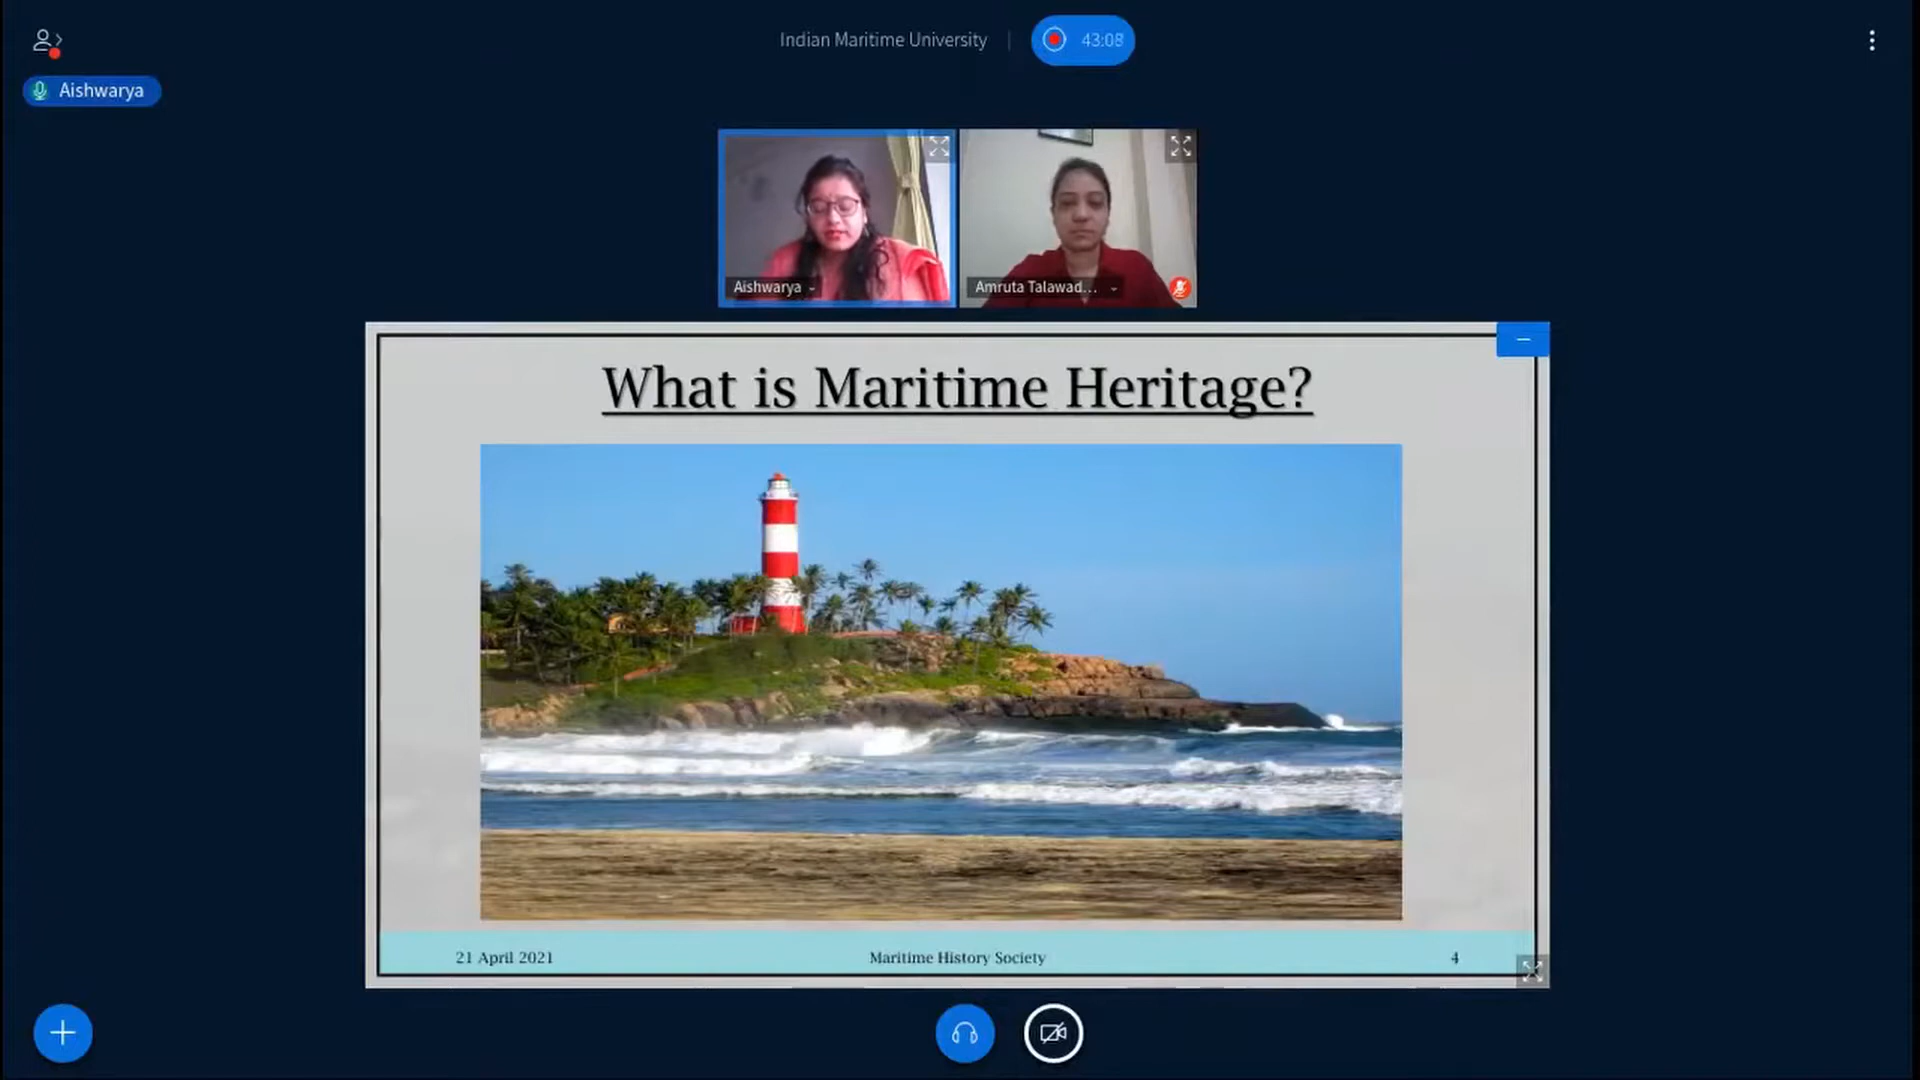 Indian Maritime University
43:08
Aishwarya
Aishwarya
Amruta Talawad...
What is Maritime Heritage?
21 April 2021
Maritime History Society
4